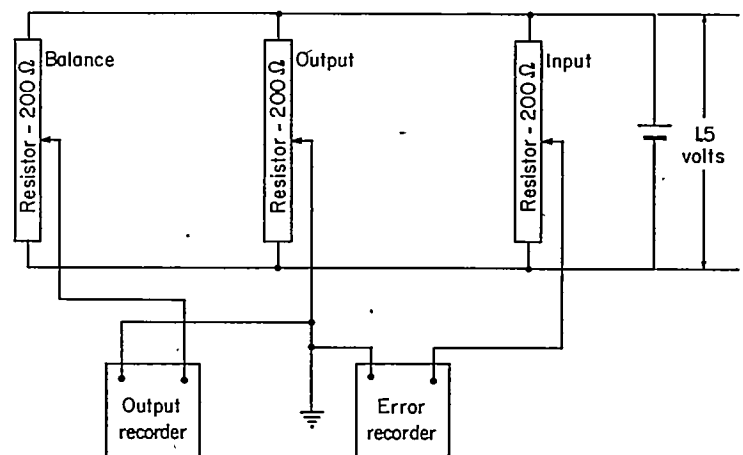 Balance
Resistor - 200 Ω
Output
Resistor - 200 Ω
Input
Resistor - 200 Ω
1.5
volts
Output
recorder
Error
recorder